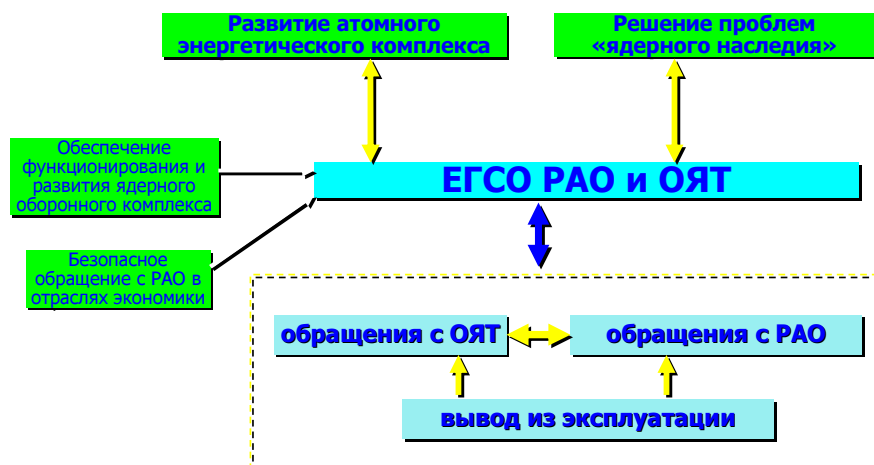 Развитие атомного
энергетического комплекса
Решение проблем
«ядерного наследия»
Обеспечение
функционирования и
развития ядерного
оборонного комплекса
ЕГСО РАО и ОЯТ
Безопасное
обращение с РАО в
отраслях экономики
обращения с ОЯТ
обращения с РАО
вывод из эксплуатации